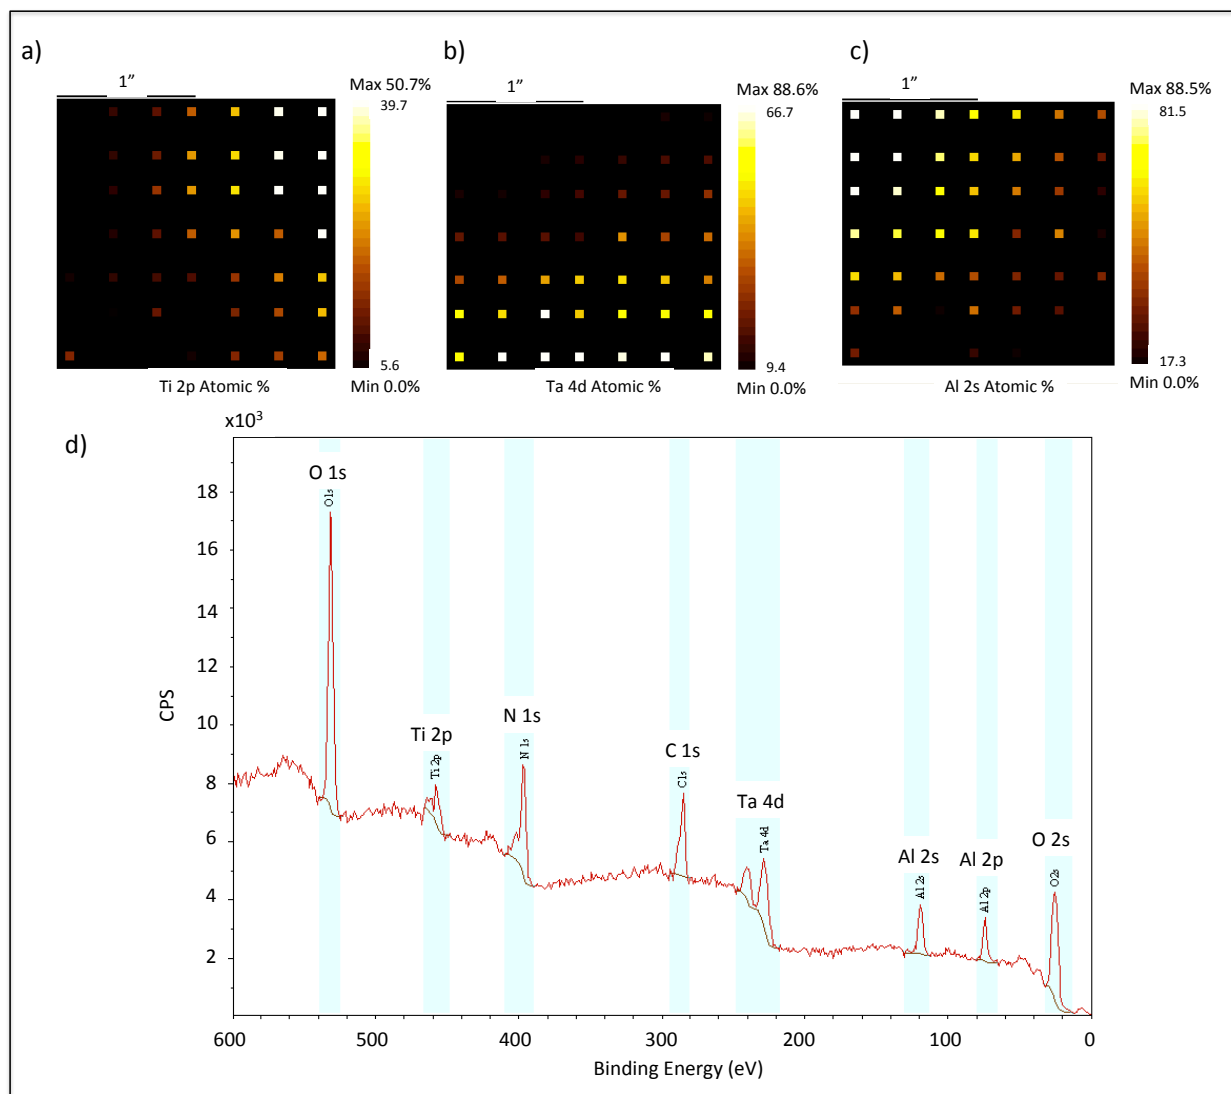 a)
1”
Max 50.7%
39.7
5.6
Min 0.0%
Ti 2p Atomic %
b)
1”
Max 88.6%
66.7
9.4
Min 0.0%
Ta 4d Atomic %
c)
1”
Max 88.5%
81.5
17.3
Min 0.0%
Al 2s Atomic %
d)
x10³
18
16
14
12
10
8
6
4
2
CPS
O 1s
O1s
Ti 2p
Ti 2p
N 1s
N 1s
C 1s
C1s
Ta 4d
Ta 4d
Al 2s
Al 2s
Al 2p
Al 2p
O 2s
O2s
600
500
400
300
200
100
0
Binding Energy (eV)